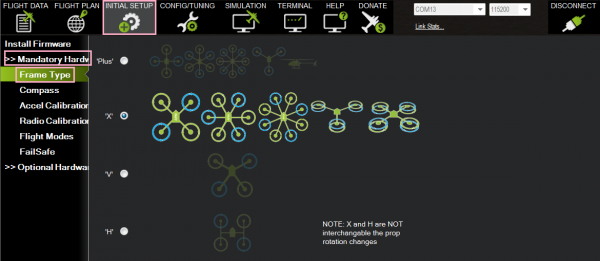 FLIGHT DATA FLIGHT PLAN INITIAL SETUP CONFIG/TUNING SIMULATION TERMINAL HELP DONATE COM13 115200 DISCONNECT
Link Stats...
Install Firmware
>> Mandatory Hardw
Frame Type
Compass
Accel Calibration
Radio Calibration
Flight Modes
FailSafe
>> Optional Hardwa
'Plus'
'X'
'V'
'H'
NOTE: X and H are NOT
interchangable the prop
rotation changes